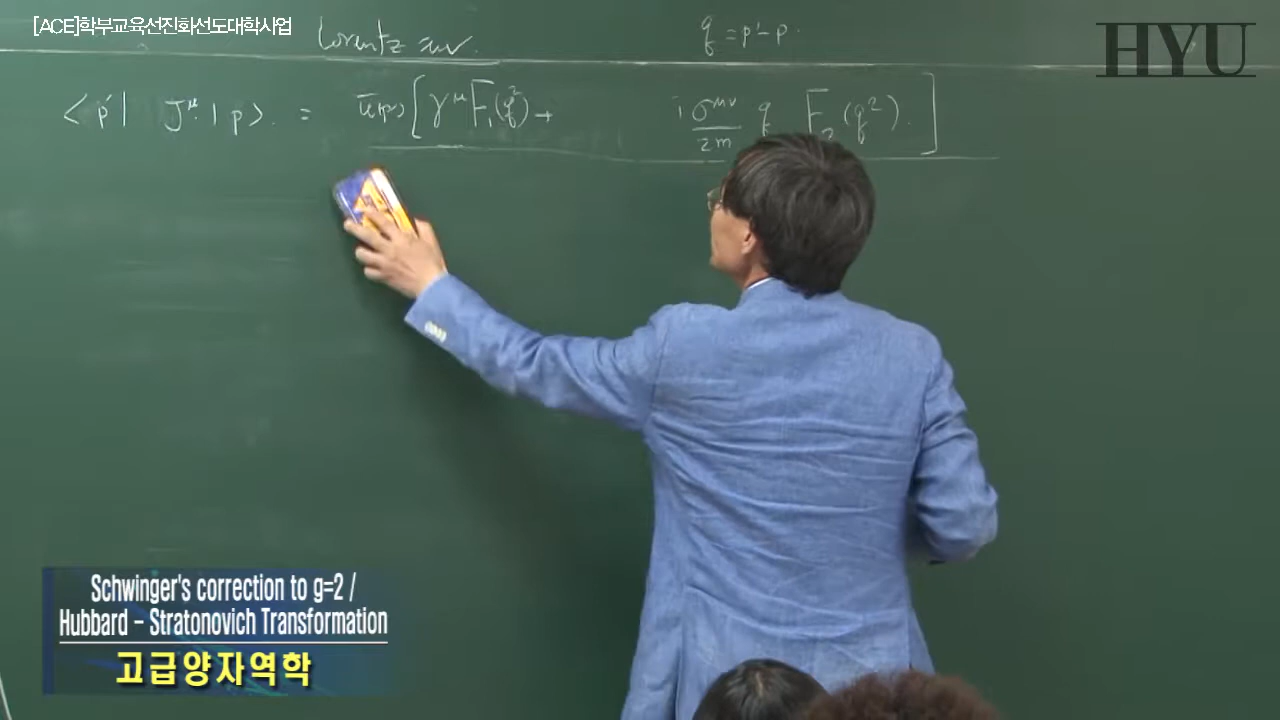 [ACE]학부교육선진화선도대학사업
HYU
Lorentz inv.
q = p' - p.
<p'| J^μ |p> = ū(p') [ γ^μ F₁(q²) + iσ^μν/2m q F₂(q²). ]
Schwinger's correction to g=2 /
Hubbard - Stratonovich Transformation
고급양자역학